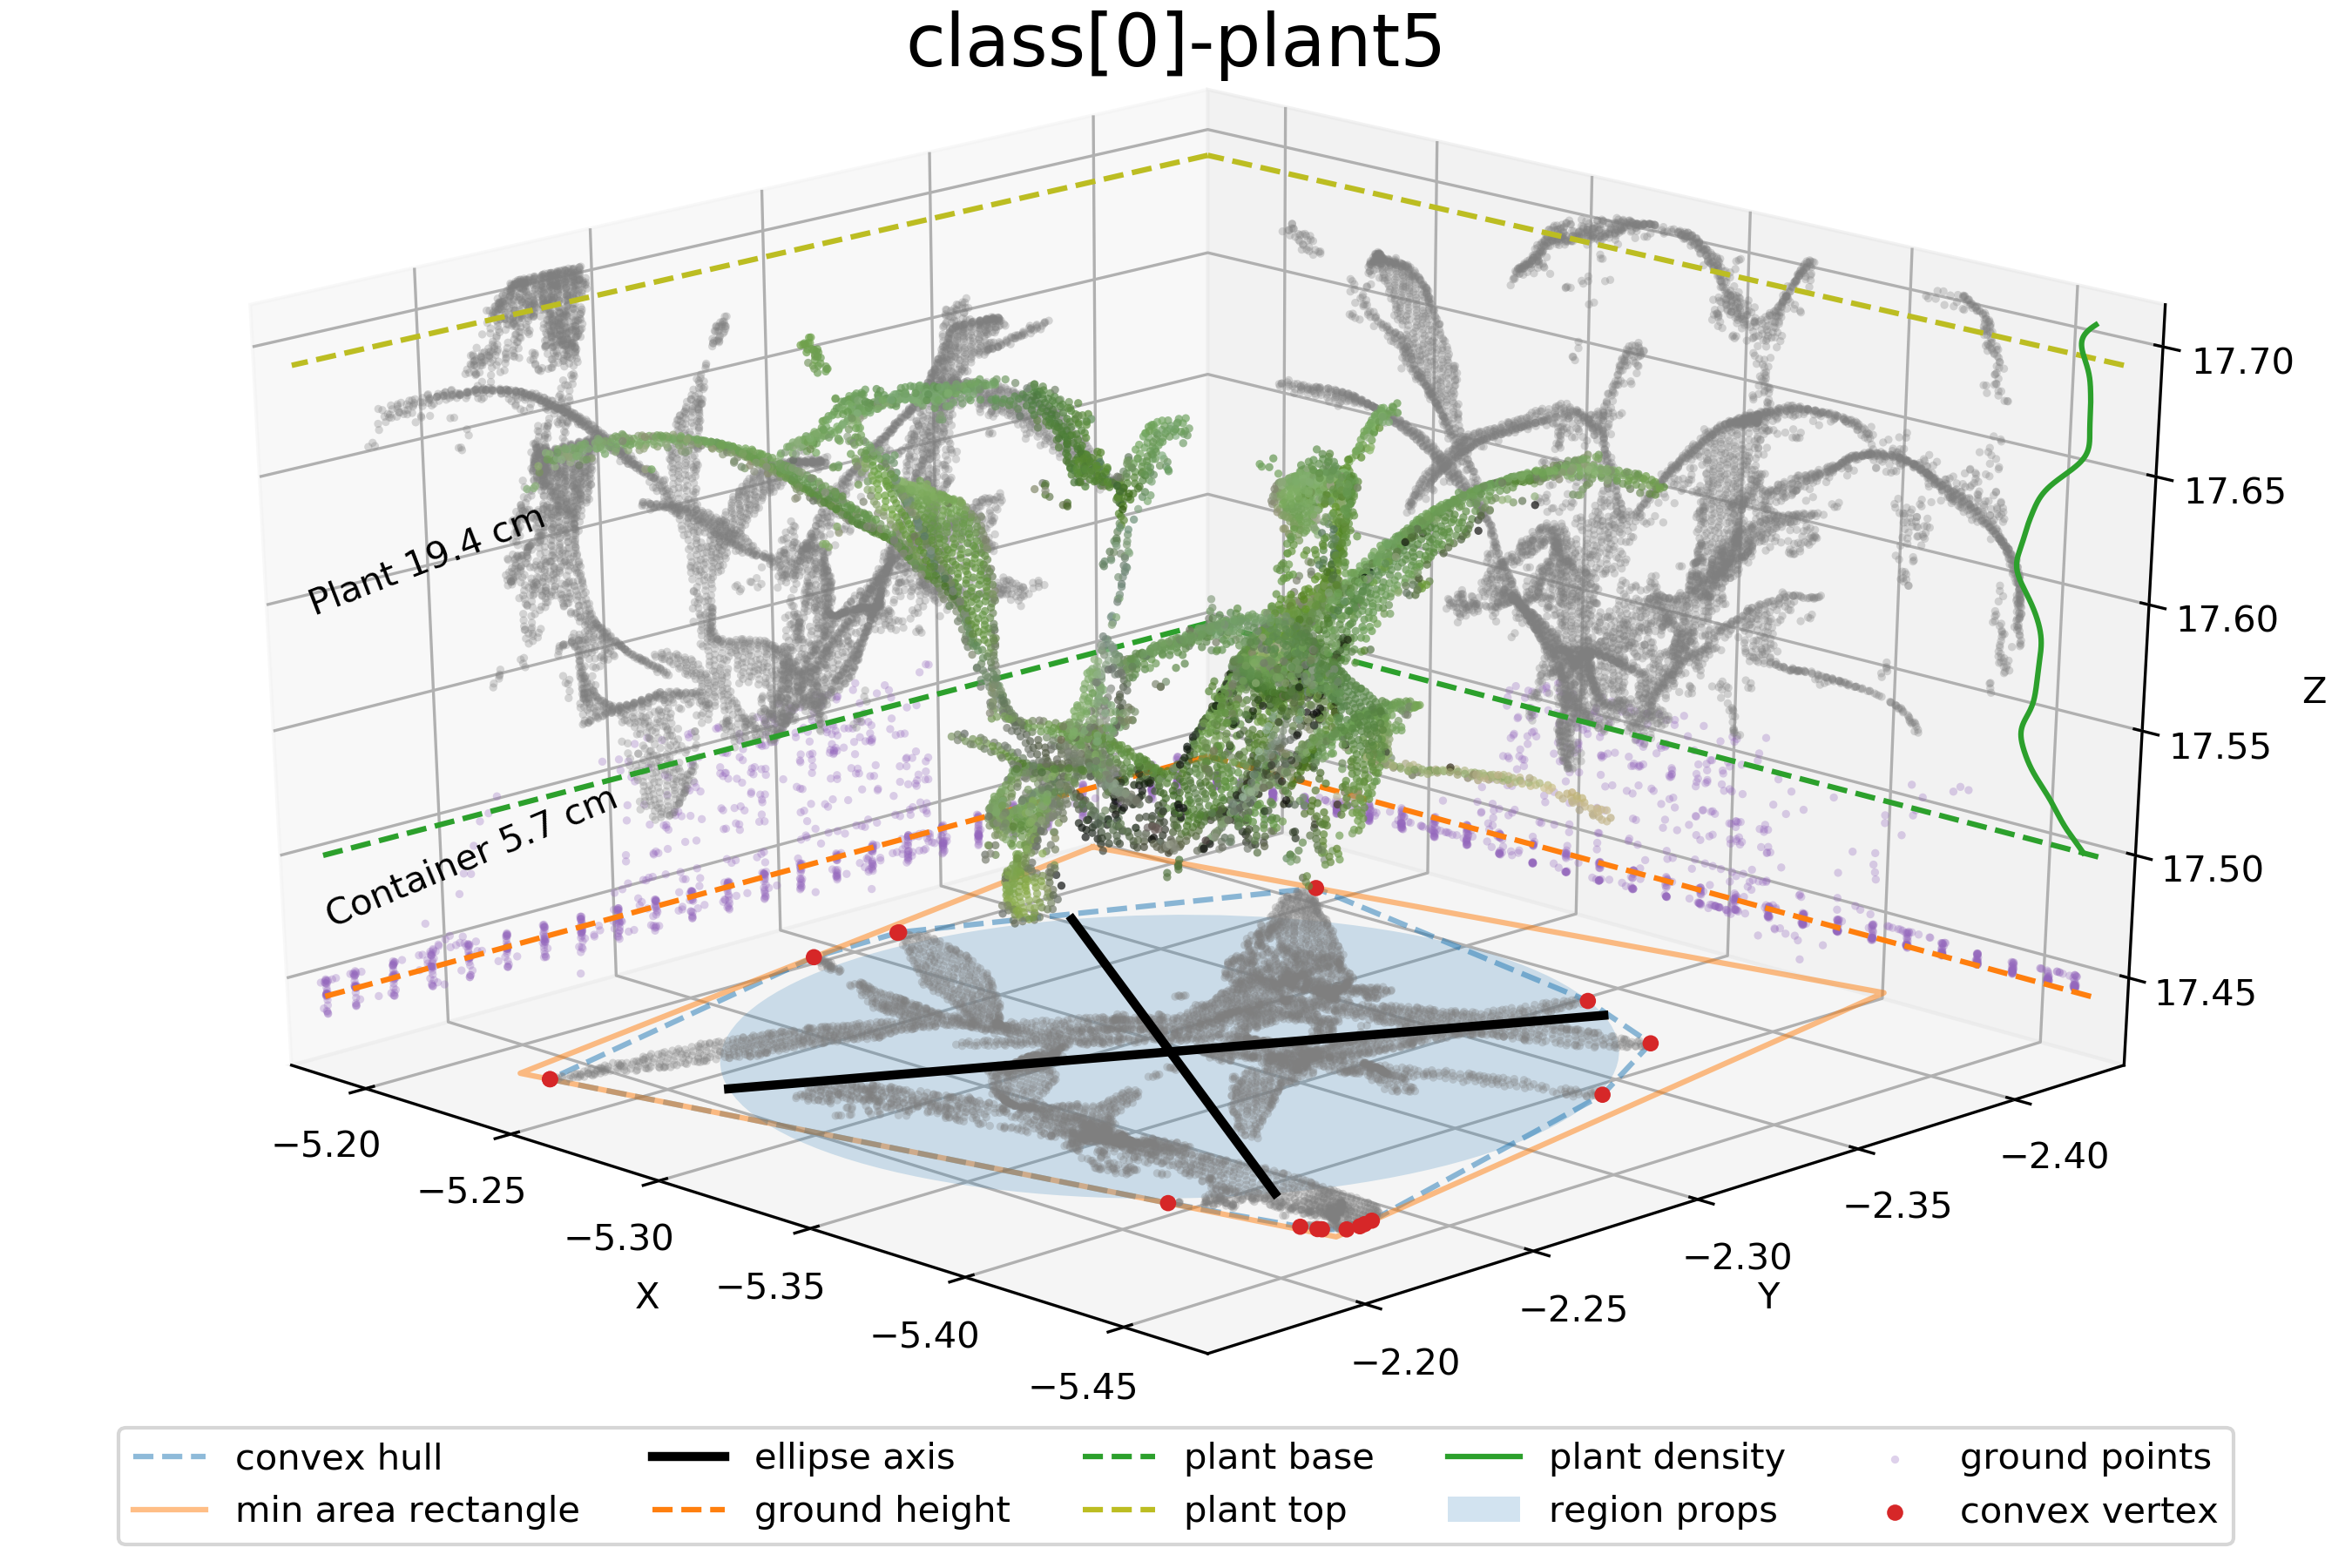 class[0]-plant5
Plant 19.4 cm
Container 5.7 cm
17.70
17.65
17.60
17.55
17.50
17.45
Z
−5.20
−5.25
−5.30
−5.35
−5.40
−5.45
X
−2.40
−2.35
−2.30
−2.25
−2.20
Y
convex hull
min area rectangle
ellipse axis
ground height
plant base
plant top
plant density
region props
ground points
convex vertex